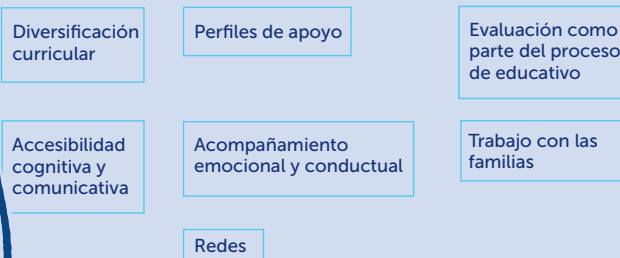 Diversificación
curricular
Perfiles de apoyo
Evaluación como
parte del proceso
de educativo
Accesibilidad
cognitiva y
comunicativa
Acompañamiento
emocional y conductual
Trabajo con las
familias
Redes